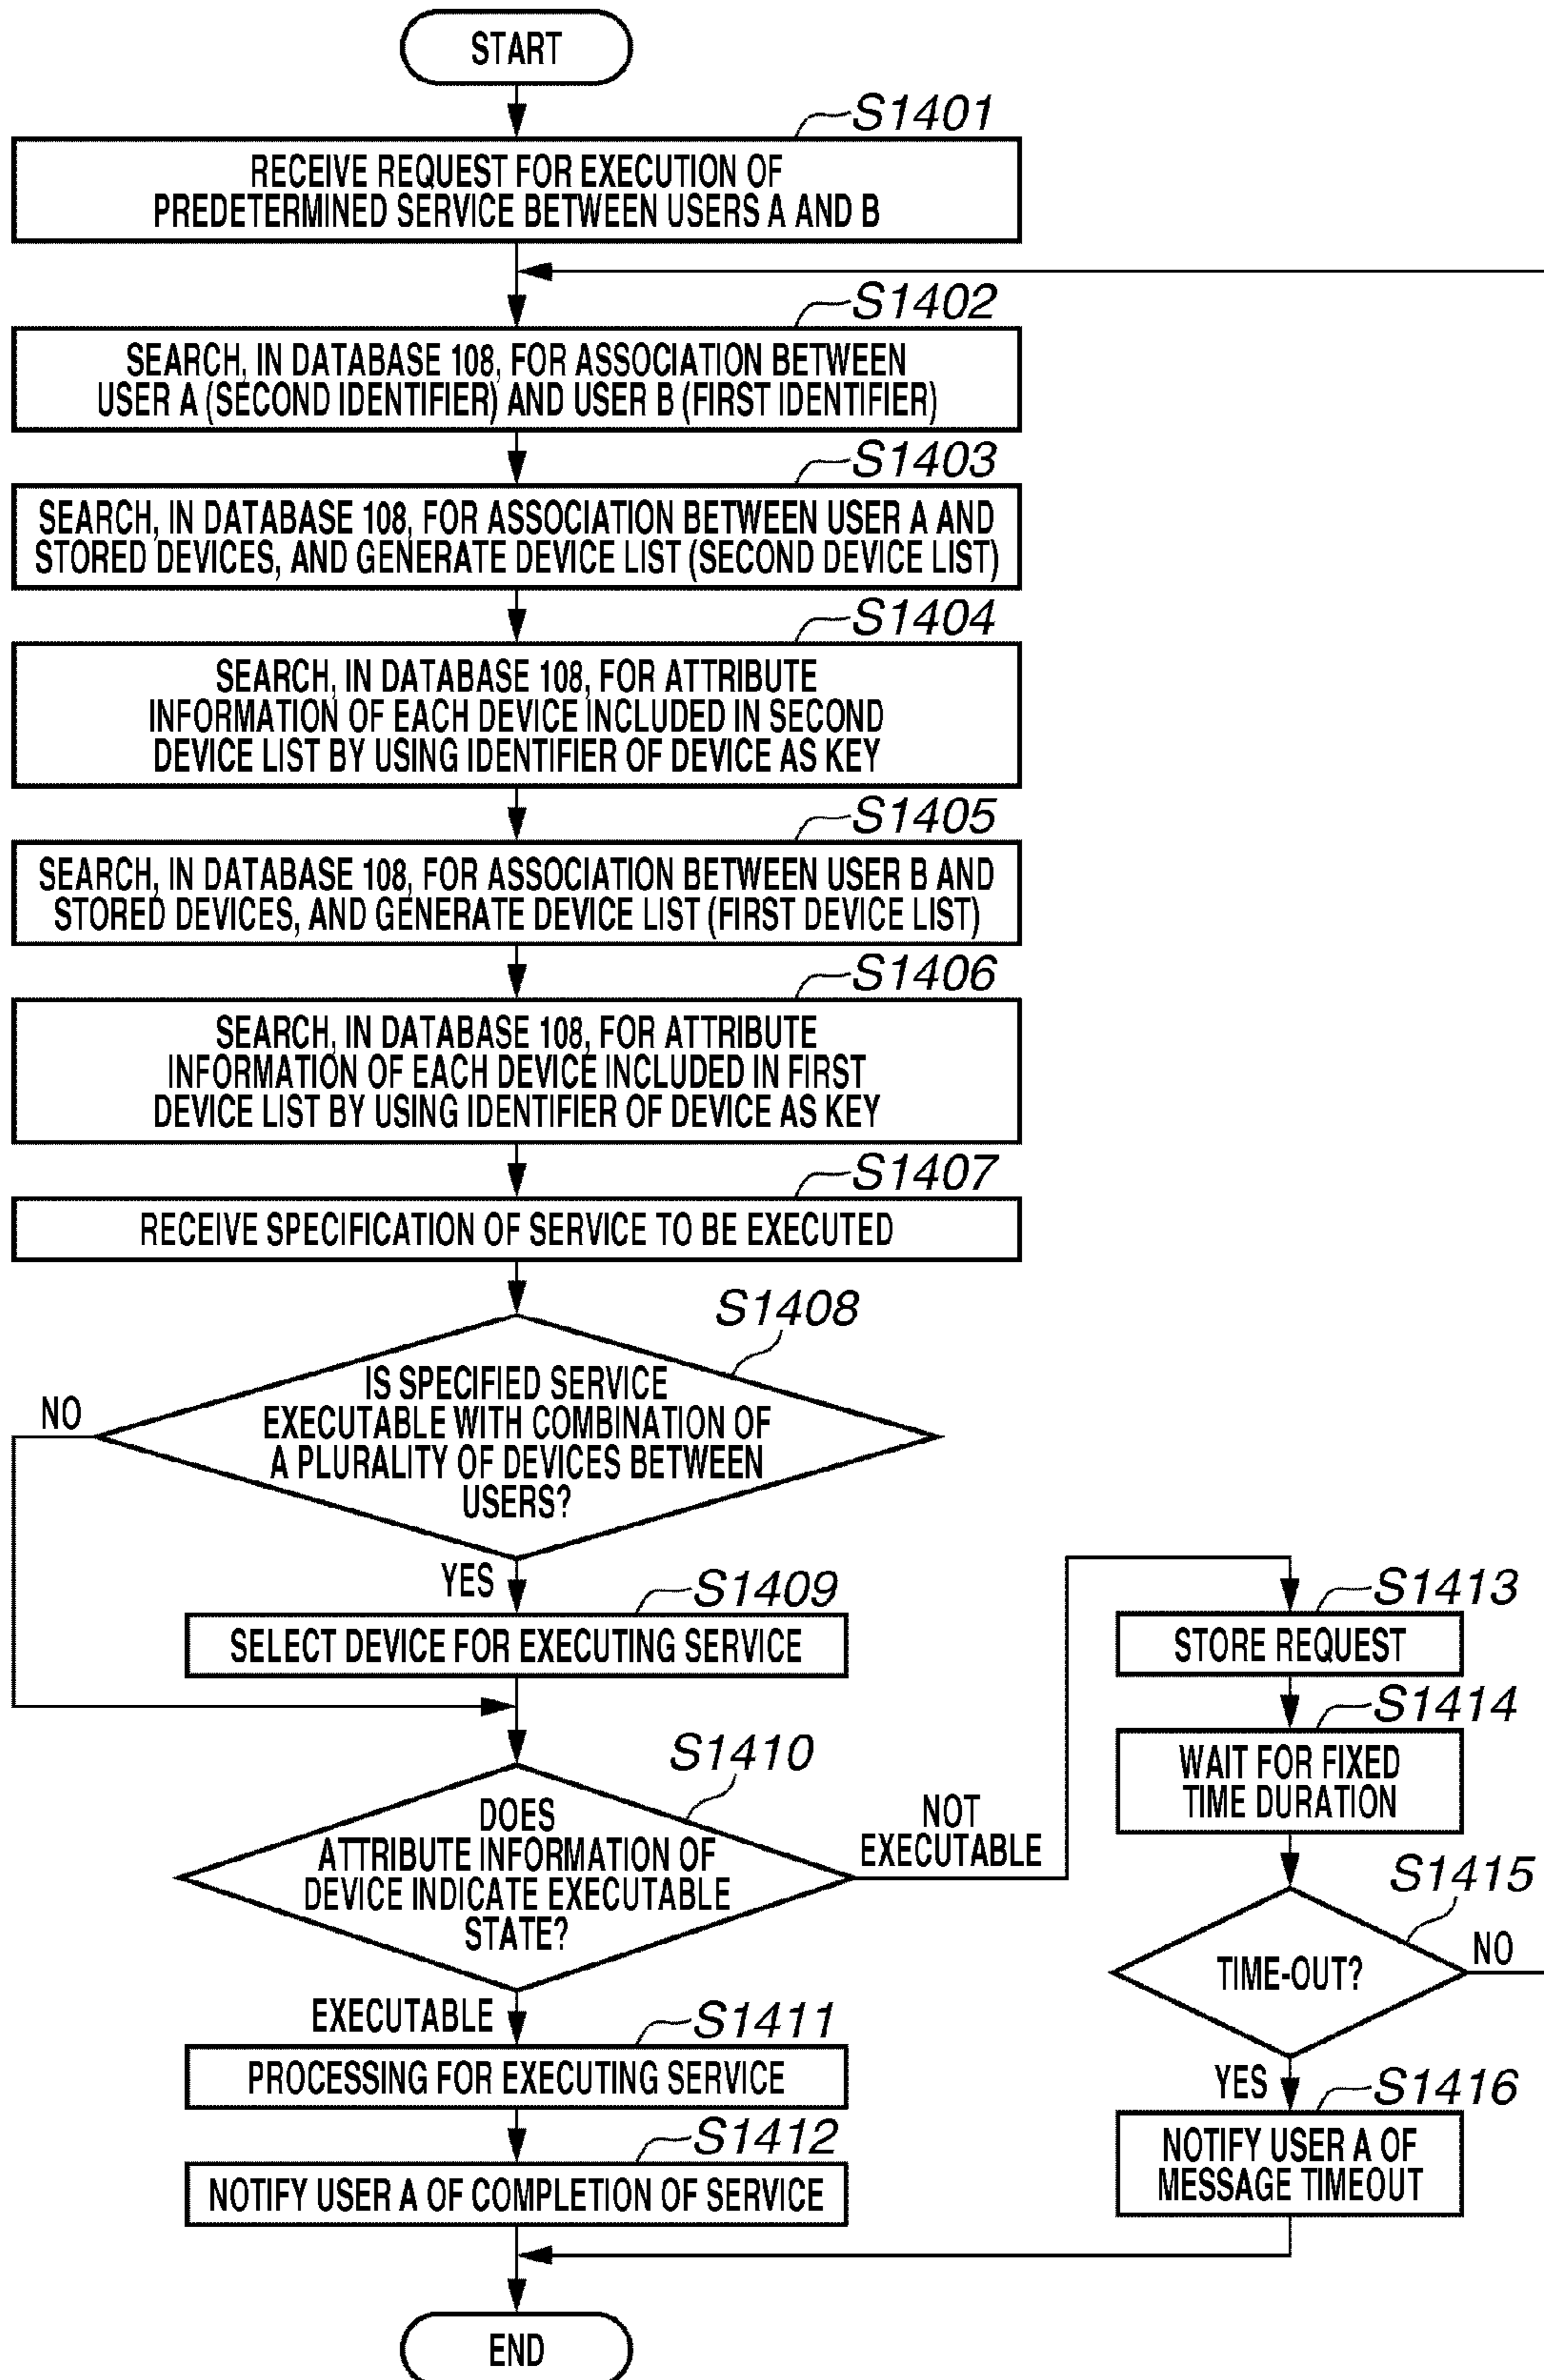 START
S1401
RECEIVE REQUEST FOR EXECUTION OF
PREDETERMINED SERVICE BETWEEN USERS A AND B
S1402
SEARCH, IN DATABASE 108, FOR ASSOCIATION BETWEEN
USER A (SECOND IDENTIFIER) AND USER B (FIRST IDENTIFIER)
S1403
SEARCH, IN DATABASE 108, FOR ASSOCIATION BETWEEN USER A AND
STORED DEVICES, AND GENERATE DEVICE LIST (SECOND DEVICE LIST)
S1404
SEARCH, IN DATABASE 108, FOR ATTRIBUTE
INFORMATION OF EACH DEVICE INCLUDED IN SECOND
DEVICE LIST BY USING IDENTIFIER OF DEVICE AS KEY
S1405
SEARCH, IN DATABASE 108, FOR ASSOCIATION BETWEEN USER B AND
STORED DEVICES, AND GENERATE DEVICE LIST (FIRST DEVICE LIST)
S1406
SEARCH, IN DATABASE 108, FOR ATTRIBUTE
INFORMATION OF EACH DEVICE INCLUDED IN FIRST
DEVICE LIST BY USING IDENTIFIER OF DEVICE AS KEY
S1407
RECEIVE SPECIFICATION OF SERVICE TO BE EXECUTED
S1408
IS SPECIFIED SERVICE
EXECUTABLE WITH COMBINATION OF
A PLURALITY OF DEVICES BETWEEN
USERS?
NO
YES
S1409
SELECT DEVICE FOR EXECUTING SERVICE
S1410
DOES
ATTRIBUTE INFORMATION OF
DEVICE INDICATE EXECUTABLE
STATE?
NOT
EXECUTABLE
EXECUTABLE
S1411
PROCESSING FOR EXECUTING SERVICE
S1412
NOTIFY USER A OF COMPLETION OF SERVICE
S1413
STORE REQUEST
S1414
WAIT FOR FIXED
TIME DURATION
S1415
TIME-OUT?
NO
YES
S1416
NOTIFY USER A OF
MESSAGE TIMEOUT
END